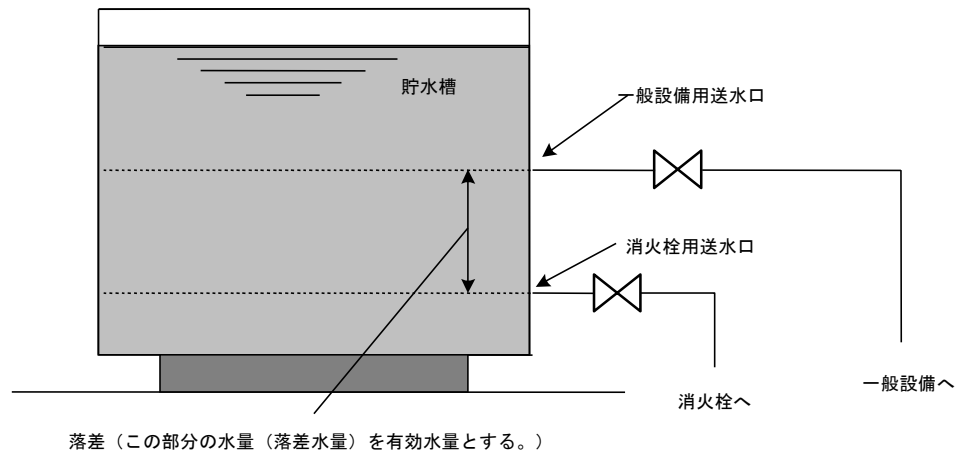 貯水槽
一般設備用送水口
消火栓用送水口
一般設備へ
消火栓へ
落差（この部分の水量（落差水量）を有効水量とする。）